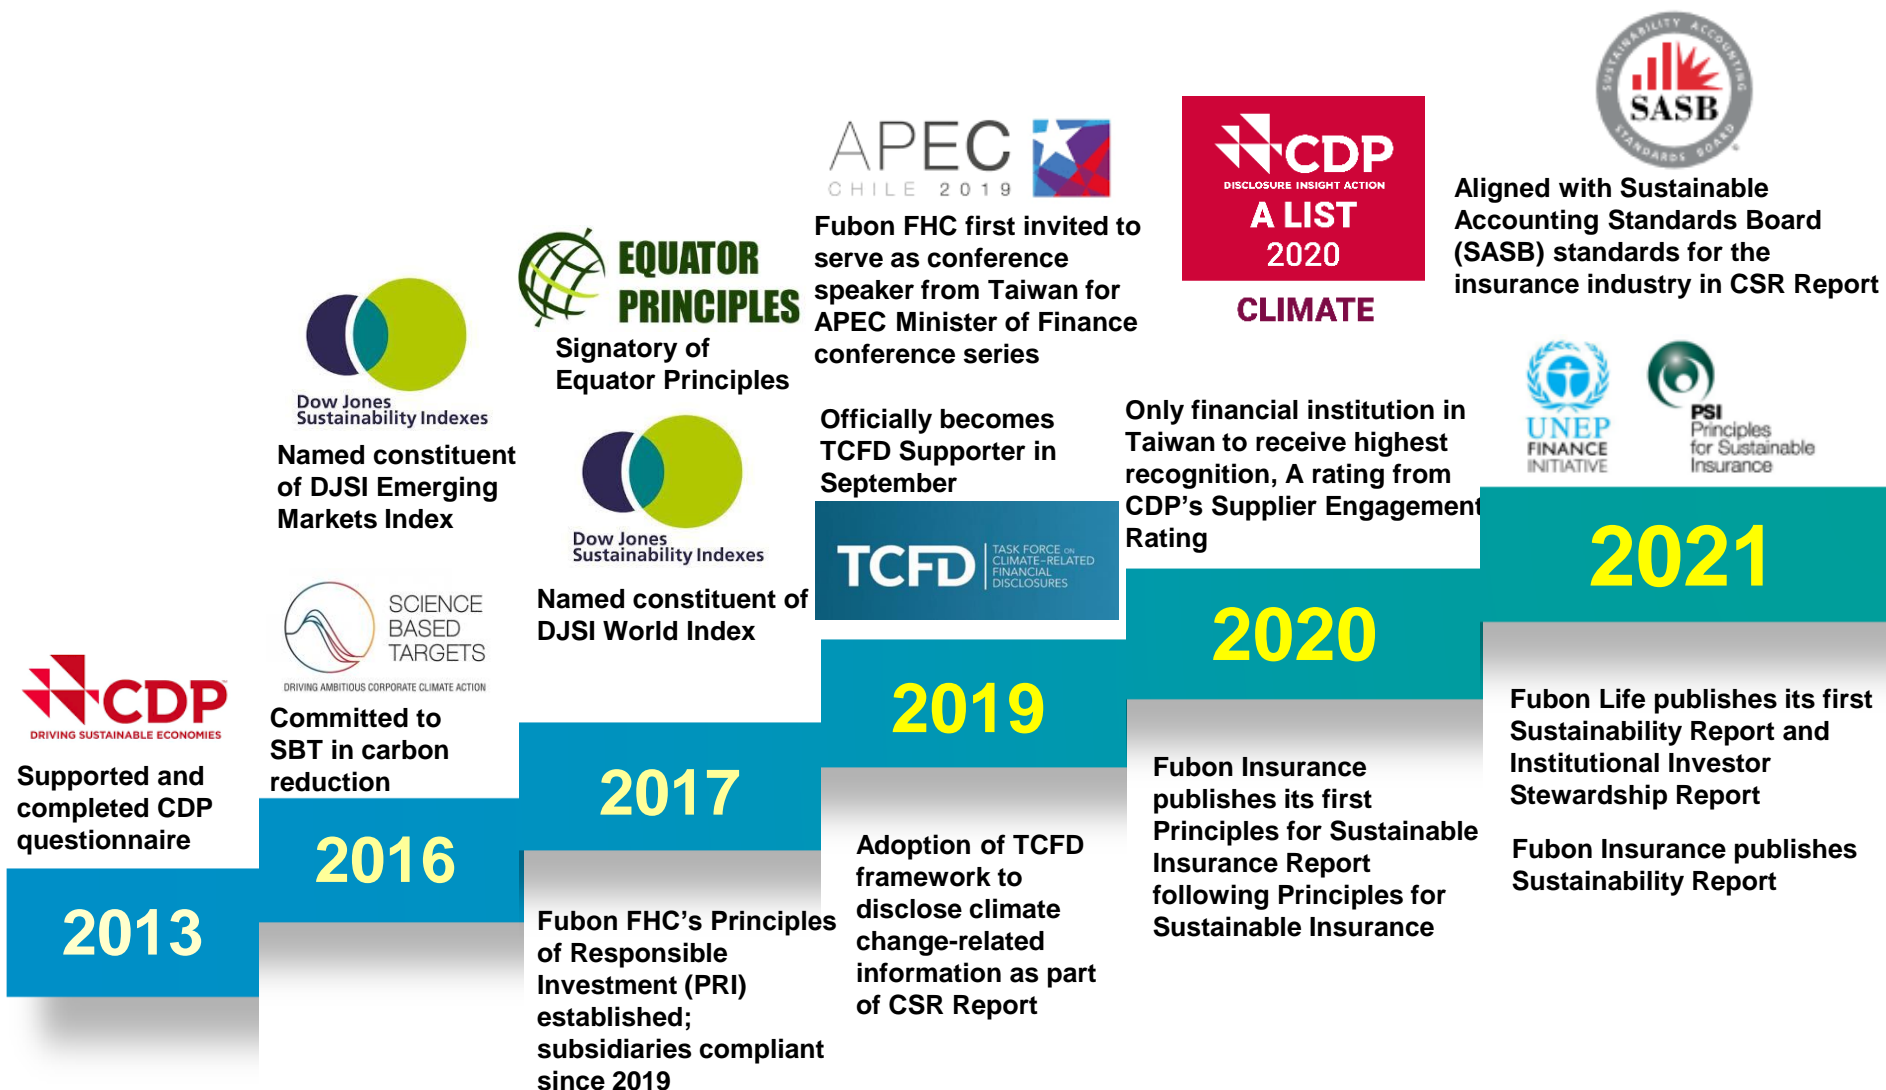 CDP
DRIVING SUSTAINABLE ECONOMIES
Supported and
completed CDP
questionnaire
2013
Dow Jones
Sustainability Indexes
Named constituent
of DJSI Emerging
Markets Index
SCIENCE
BASED
TARGETS
DRIVING AMBITIOUS CORPORATE CLIMATE ACTION
Committed to
SBT in carbon
reduction
2016
EQUATOR
PRINCIPLES
Signatory of
Equator Principles
Dow Jones
Sustainability Indexes
Named constituent of
DJSI World Index
2017
Fubon FHC’s Principles
of Responsible
Investment (PRI)
established;
subsidiaries compliant
since 2019
APEC
CHILE 2019
Fubon FHC first invited to
serve as conference
speaker from Taiwan for
APEC Minister of Finance
conference series
Officially becomes
TCFD Supporter in
September
TCFD
TASK FORCE ON
CLIMATE-RELATED
FINANCIAL
DISCLOSURES
2019
Adoption of TCFD
framework to
disclose climate
change-related
information as part
of CSR Report
CDP
DISCLOSURE INSIGHT ACTION
A LIST
2020
CLIMATE
Only financial institution in
Taiwan to receive highest
recognition, A rating from
CDP’s Supplier Engagement
Rating
2020
Fubon Insurance
publishes its first
Principles for Sustainable
Insurance Report
following Principles for
Sustainable Insurance
SUSTAINABILITY ACCOUNTING
SASB
STANDARDS BOARD
Aligned with Sustainable
Accounting Standards Board
(SASB) standards for the
insurance industry in CSR Report
UNEP
FINANCE
INITIATIVE
PSI
Principles
for Sustainable
Insurance
2021
Fubon Life publishes its first
Sustainability Report and
Institutional Investor
Stewardship Report
Fubon Insurance publishes
Sustainability Report